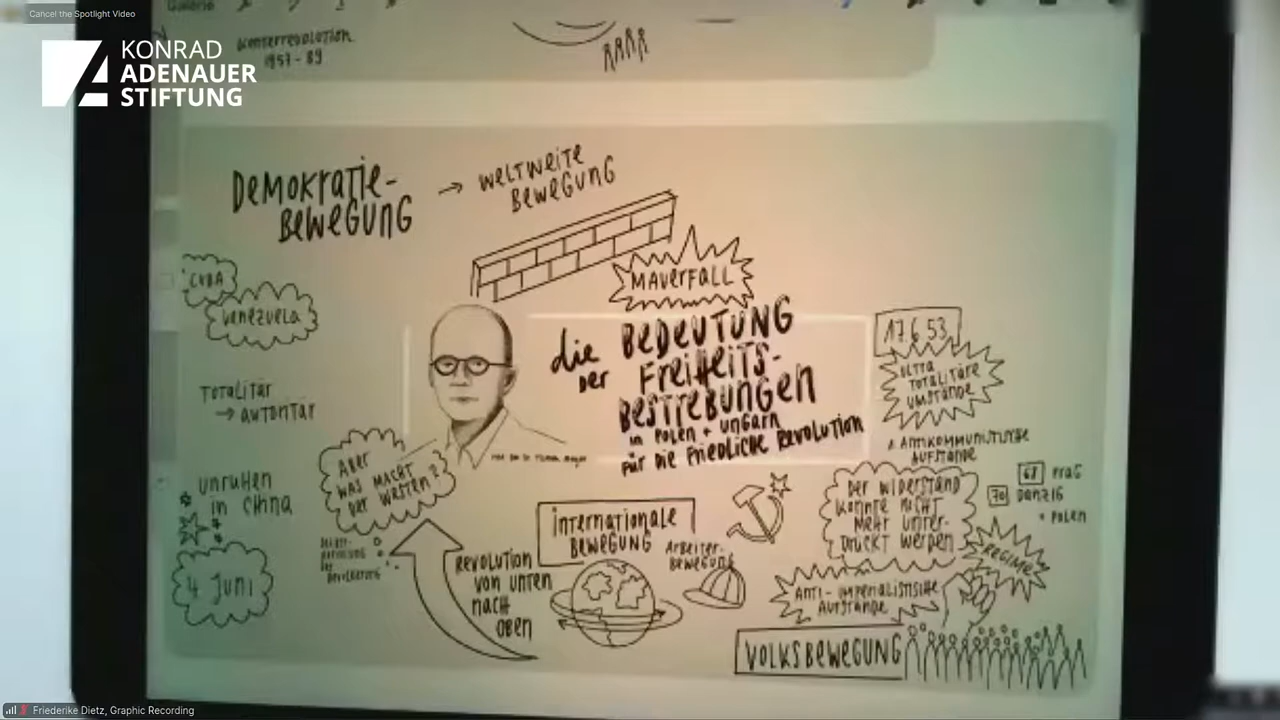 Cancel the Spotlight Video
Galerie
KONRAD
ADENAUER
STIFTUNG
Konterrevolution
1957-89
DEMOKRATIE-
BEWEGUNG
→ WELTWEITE
BEWEGUNG
MAUERFALL
CUBA
Venezuela
die BEDEUTUNG
DER FREIHEITS-
BESTREBUNGEN
in POLEN + UNGARN
FÜR DIE FRIEDLICHE REVOLUTION
17.6.53
ULTRA
TOTALITÄRE
UMSTÄNDE
TOTALITÄR
→ AUTORITÄR
ANTIKOMMUNISTISCHE
AUFSTÄNDE
68 PRAG
70 DANZIG
+ POLEN
ABER
WAS MACHT
DER WESTEN?
UNRUHEN
in CHINA
4 Juni
DER WIDERSTAND
KONNTE NICHT
MEHR UNTER-
DRÜCKT WERDEN
REGIME
internationale
BEWEGUNG
ARBEITER-
BEWEGUNG
REVOLUTION
VON UNTEN
NACH
OBEN
BEVÖLKERUNG
ANTI-IMPERIALISTISCHE
AUFSTÄNDE
VOLKSBEWEGUNG
Friederike Dietz, Graphic Recording